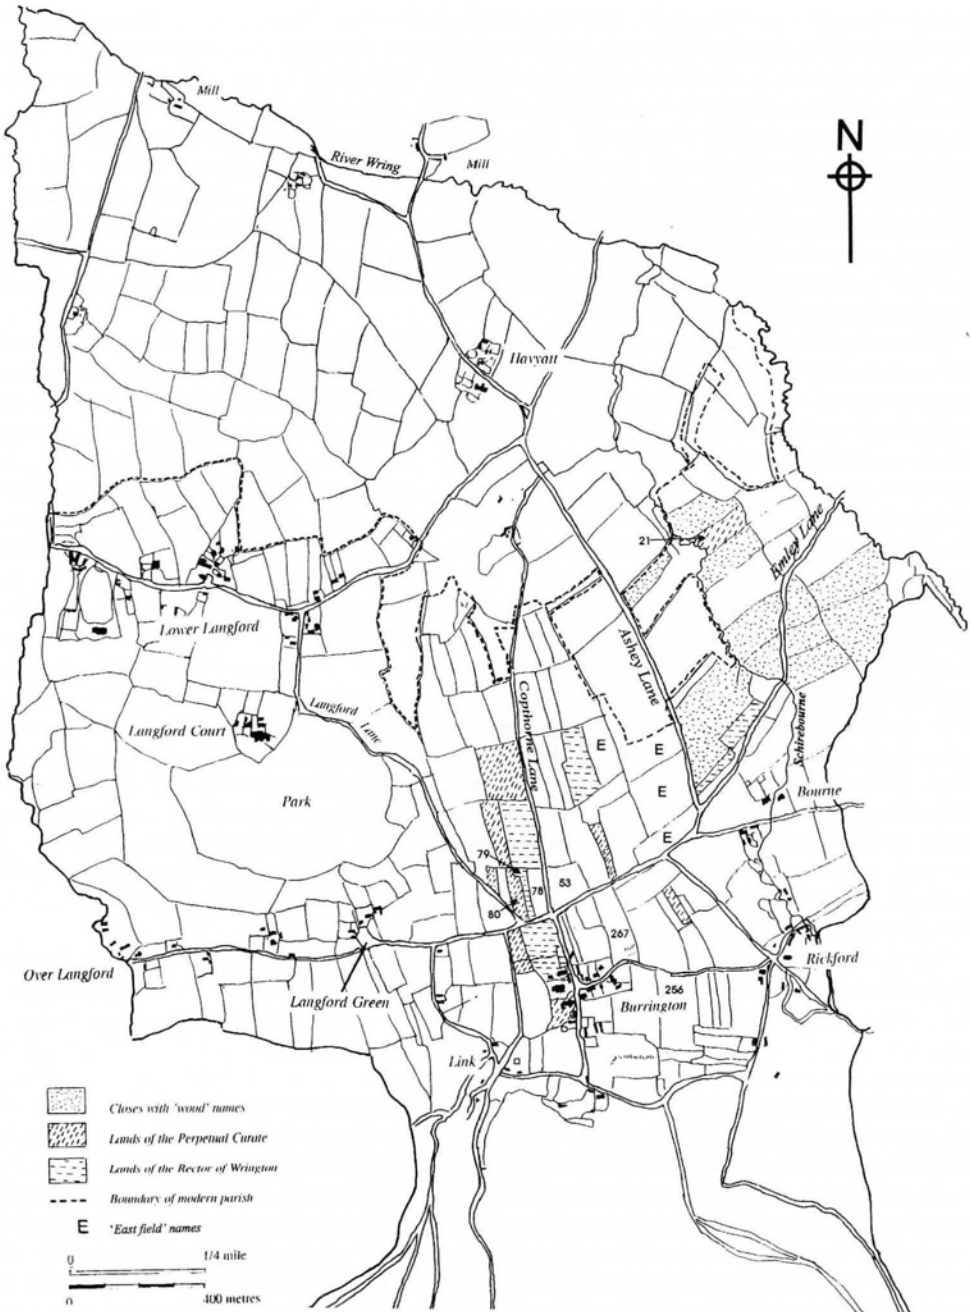 Mill
N
River Wring
Mill
Havyatt
21
Emley Lane
Lower Langford
Ashey Lane
Langford
Lane
Copthorne Lane
Langford Court
Schirebourne
E
E
E
Bourne
Park
E
79
78
53
80
267
Over Langford
Rickford
Langford Green
256
Burrington
Link
Closes with 'wood' names
Lands of the Perpetual Curate
Lands of the Rector of Wrington
Boundary of modern parish
E 'East field' names
0 1/4 mile
0 400 metres